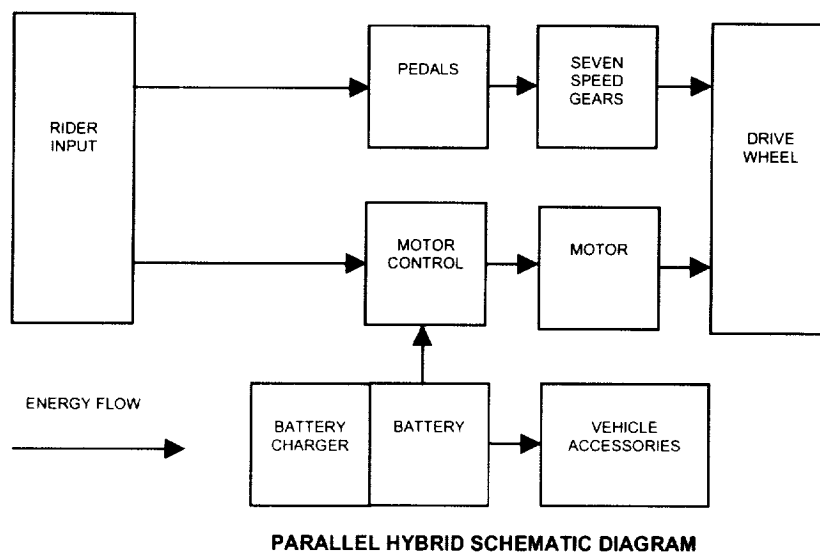 RIDER
INPUT
PEDALS
SEVEN
SPEED
GEARS
DRIVE
WHEEL
MOTOR
CONTROL
MOTOR
ENERGY FLOW
BATTERY
CHARGER
BATTERY
VEHICLE
ACCESSORIES
PARALLEL HYBRID SCHEMATIC DIAGRAM